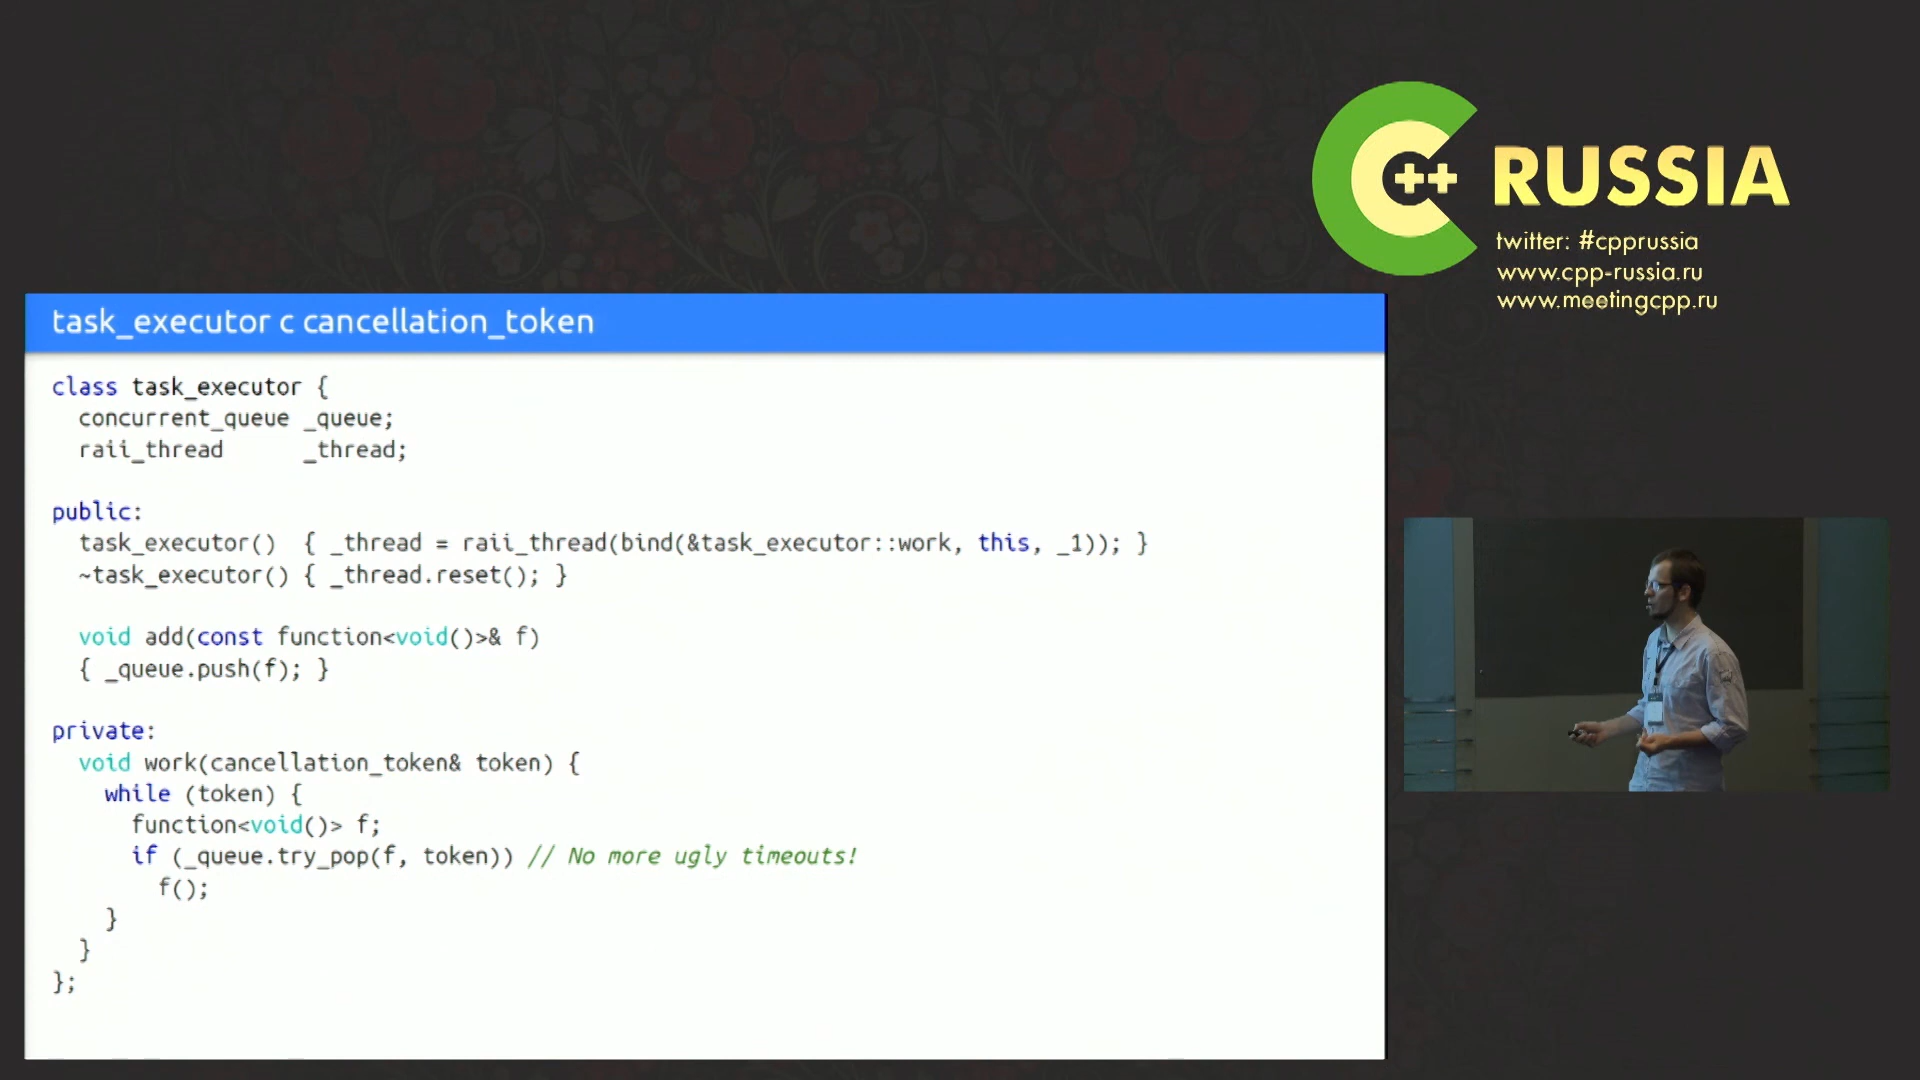 C++ RUSSIA
twitter: #cpprussia
www.cpp-russia.ru
www.meetingcpp.ru
task_executor с cancellation_token
class task_executor {
concurrent_queue _queue;
raii_thread _thread;
public:
task_executor() { _thread = raii_thread(bind(&task_executor::work, this, _1)); }
~task_executor() { _thread.reset(); }
void add(const function<void()>& f)
{ _queue.push(f); }
private:
void work(cancellation_token& token) {
while (token) {
function<void()> f;
if (_queue.try_pop(f, token)) // No more ugly timeouts!
f();
}
}
};